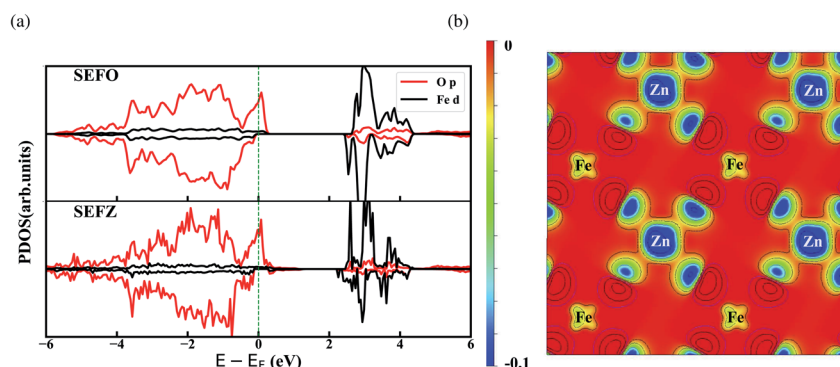 (a)
(b)
SEFO
O p
Fe d
SEFZ
PDOS(arb.units)
−6
−4
−2
0
2
4
6
E − E_F (eV)
0
-0.1
Zn
Zn
Fe
Fe
Zn
Zn
Fe
Fe